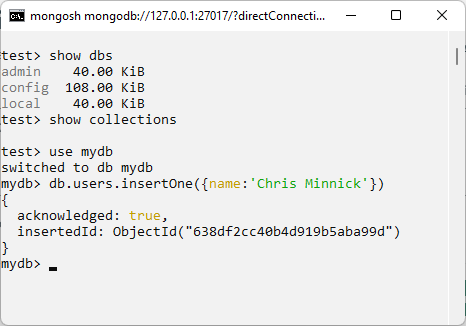 mongosh mongodb://127.0.0.1:27017/?directConnecti...
test> show dbs
admin    40.00 KiB
config  108.00 KiB
local    40.00 KiB
test> show collections
test> use mydb
switched to db mydb
mydb> db.users.insertOne({name:'Chris Minnick'})
{
  acknowledged: true,
  insertedId: ObjectId("638df2cc40b4d919b5aba99d")
}
mydb>